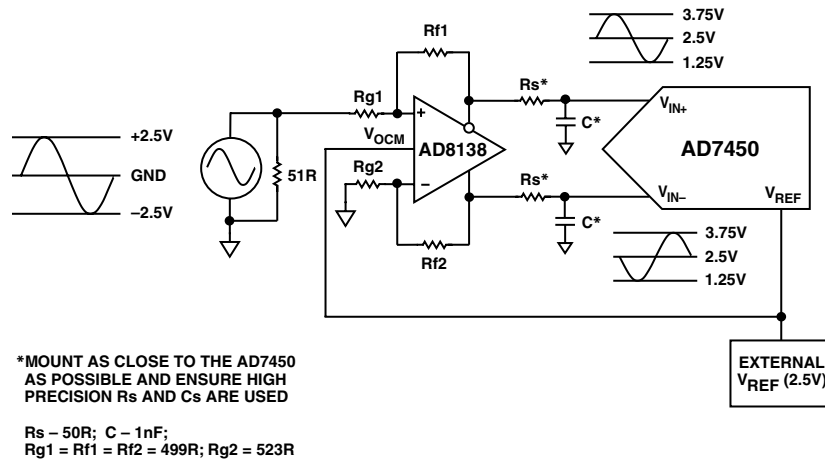 Rf1
3.75V
2.5V
1.25V
Rg1
Rs*
VIN+
C*
+2.5V
GND
–2.5V
51R
VOCM
+
AD8138
–
AD7450
Rg2
Rs*
VIN–
VREF
C*
Rf2
3.75V
2.5V
1.25V
*MOUNT AS CLOSE TO THE AD7450
AS POSSIBLE AND ENSURE HIGH
PRECISION Rs AND Cs ARE USED
Rs – 50R; C – 1nF;
Rg1 = Rf1 = Rf2 = 499R; Rg2 = 523R
EXTERNAL
VREF (2.5V)